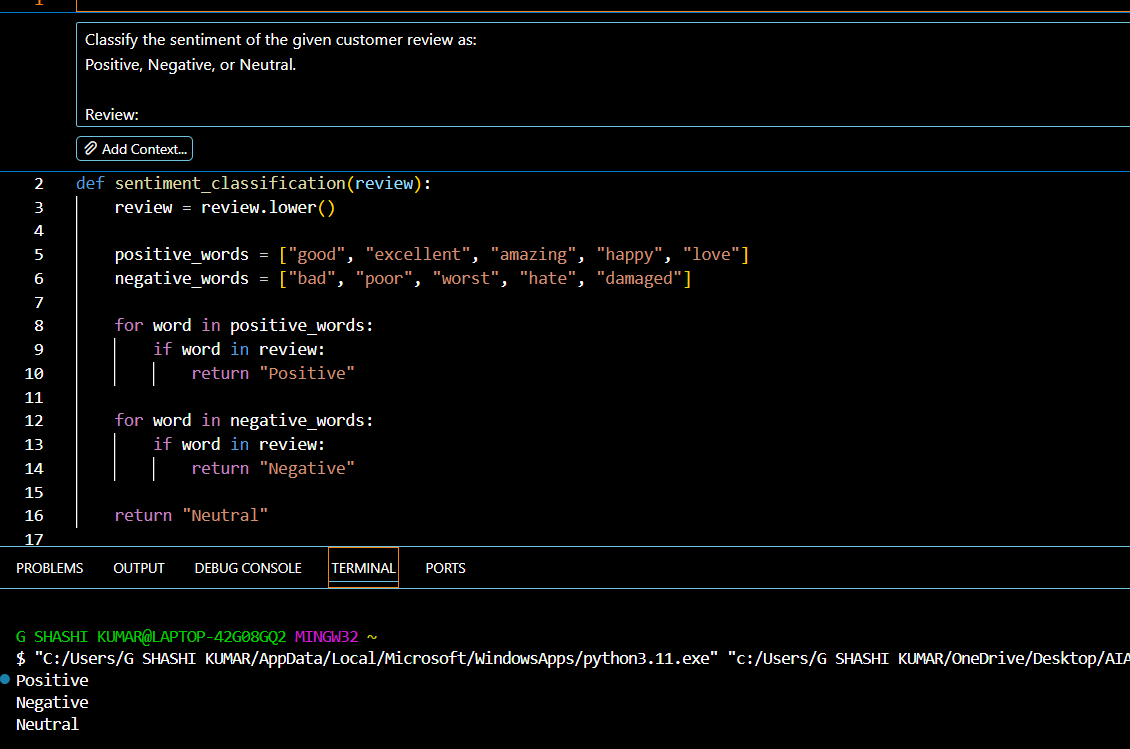 1
Classify the sentiment of the given customer review as:
Positive, Negative, or Neutral.
Review:
Add Context...
2 def sentiment_classification(review):
3     review = review.lower()
4
5     positive_words = ["good", "excellent", "amazing", "happy", "love"]
6     negative_words = ["bad", "poor", "worst", "hate", "damaged"]
7
8     for word in positive_words:
9         if word in review:
10             return "Positive"
11
12     for word in negative_words:
13         if word in review:
14             return "Negative"
15
16     return "Neutral"
17
PROBLEMS OUTPUT DEBUG CONSOLE TERMINAL PORTS
G SHASHI KUMAR@LAPTOP-42G08GQ2 MINGW32 ~
$ "C:/Users/G SHASHI KUMAR/AppData/Local/Microsoft/WindowsApps/python3.11.exe" "c:/Users/G SHASHI KUMAR/OneDrive/Desktop/AIA
Positive
Negative
Neutral